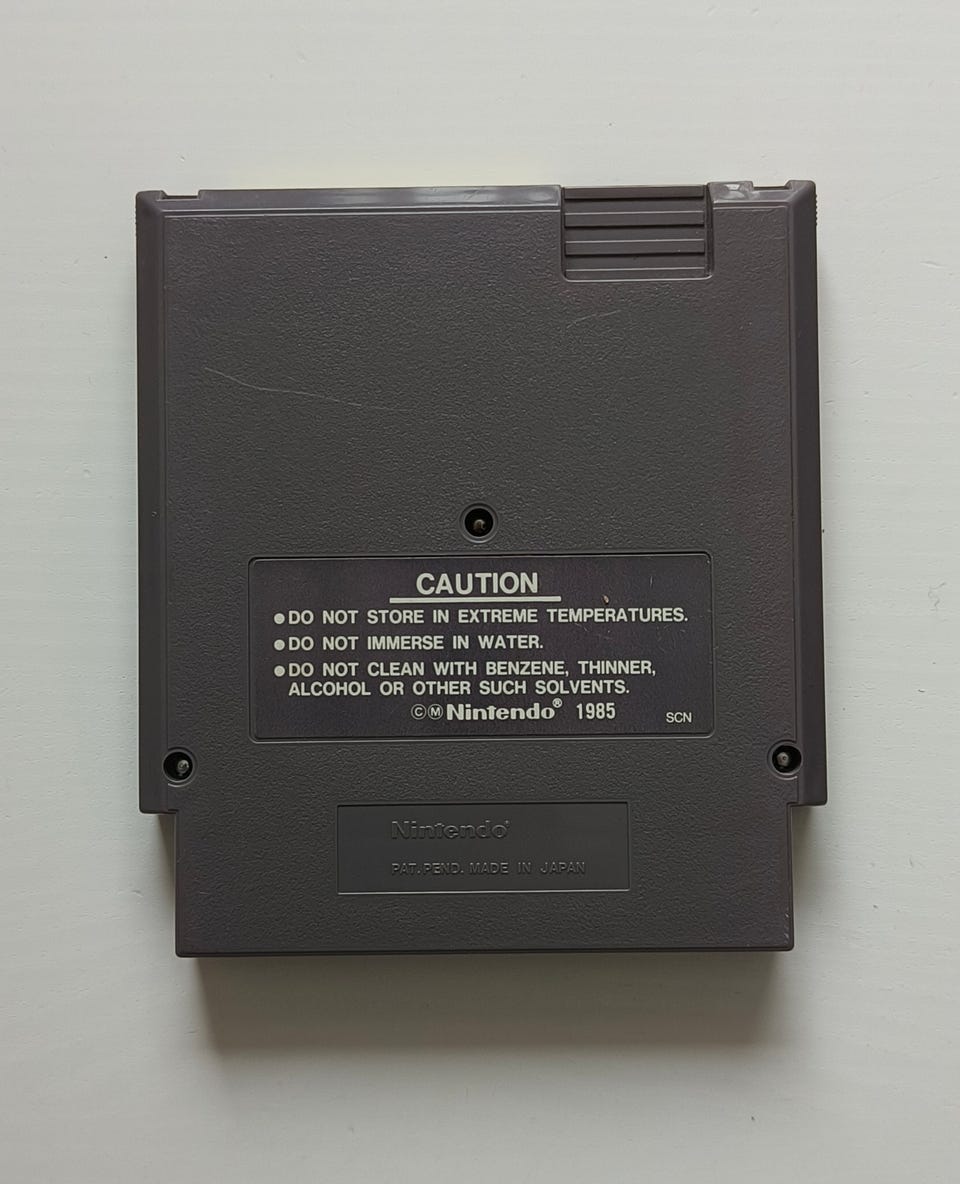 CAUTION
●DO NOT STORE IN EXTREME TEMPERATURES.
●DO NOT IMMERSE IN WATER.
●DO NOT CLEAN WITH BENZENE, THINNER,
ALCOHOL OR OTHER SUCH SOLVENTS.
ⒸⓂNintendo® 1985
SCN
Nintendo®
PAT. PEND. MADE IN JAPAN